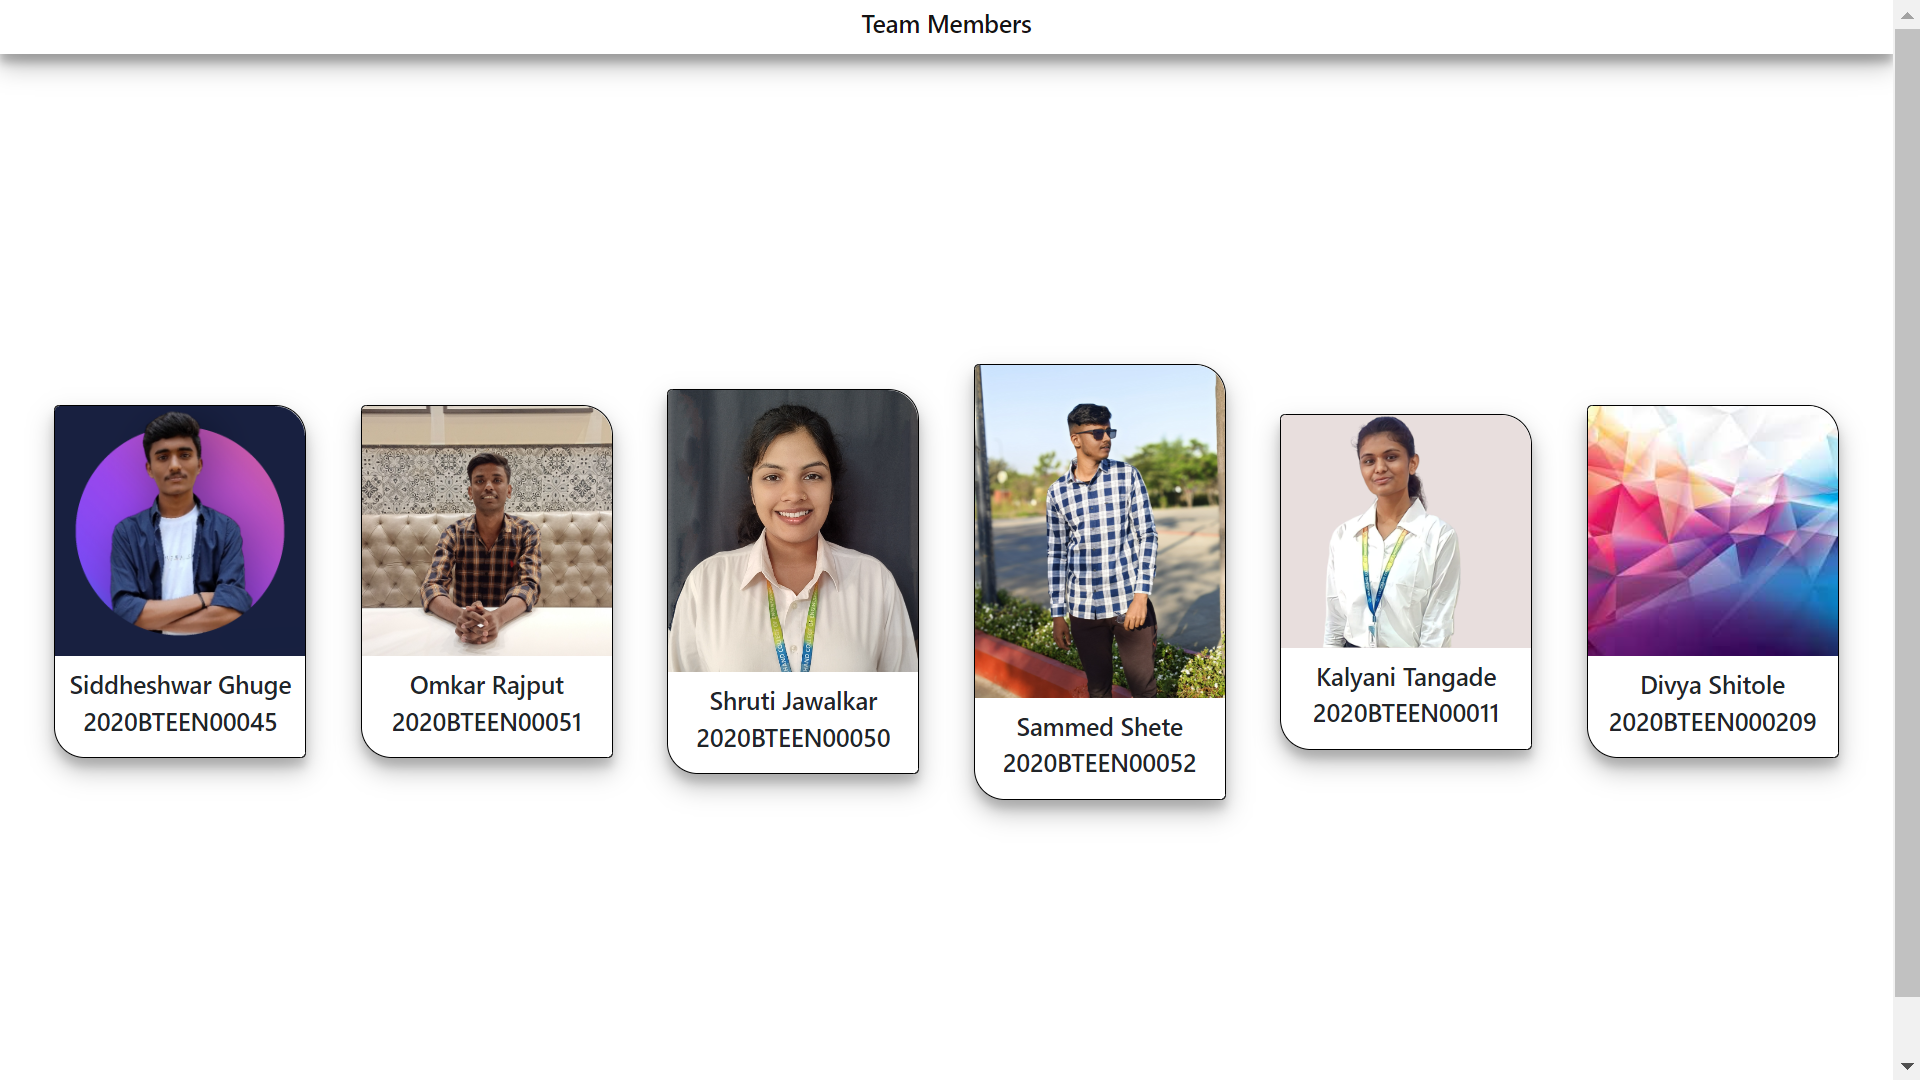 Team Members
Siddheshwar Ghuge
2020BTEEN00045
Omkar Rajput
2020BTEEN00051
Shruti Jawalkar
2020BTEEN00050
Sammed Shete
2020BTEEN00052
Kalyani Tangade
2020BTEEN00011
Divya Shitole
2020BTEEN000209